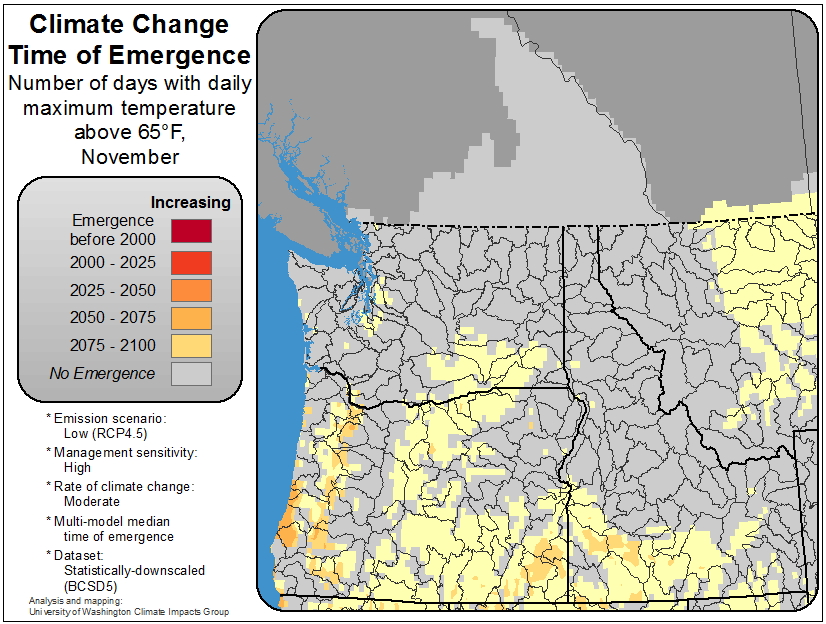 Climate Change
Time of Emergence
Number of days with daily
maximum temperature
above 65°F,
November
Increasing
Emergence
before 2000
2000 - 2025
2025 - 2050
2050 - 2075
2075 - 2100
No Emergence
* Emission scenario:
Low (RCP4.5)
* Management sensitivity:
High
* Rate of climate change:
Moderate
* Multi-model median
time of emergence
* Dataset:
Statistically-downscaled
(BCSD5)
Analysis and mapping:
University of Washington Climate Impacts Group